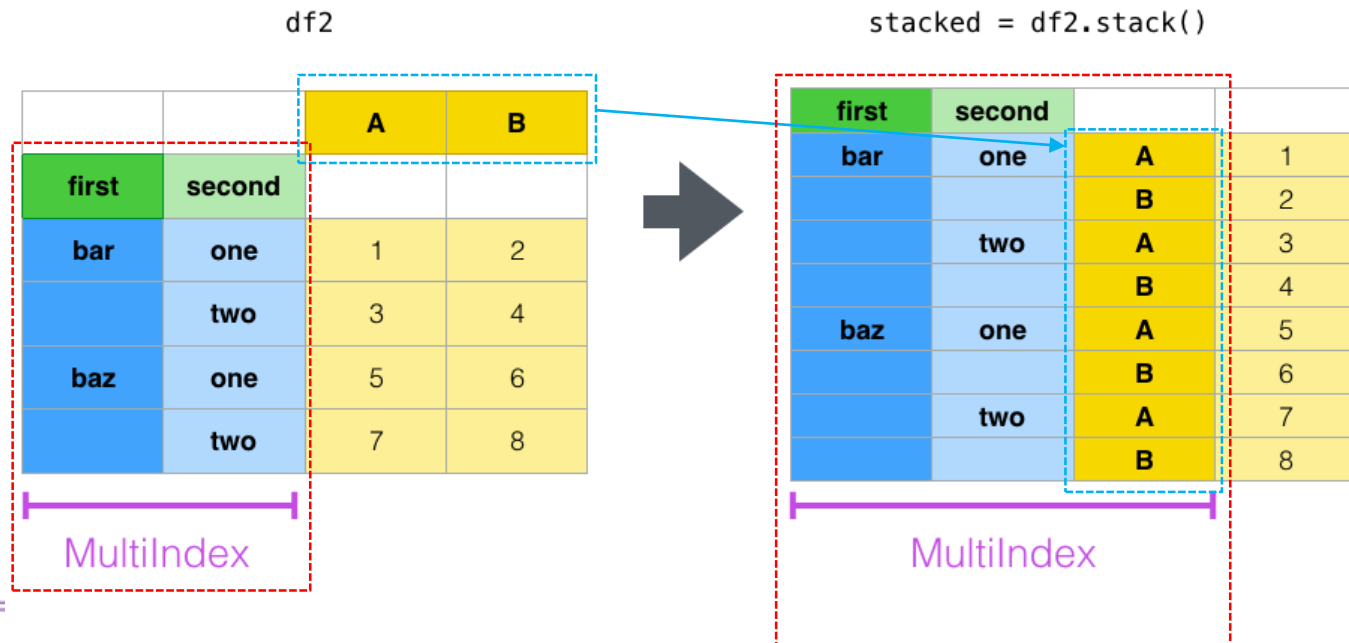 df2
A B
first second
bar one 1 2
two 3 4
baz one 5 6
two 7 8
MultiIndex
stacked = df2.stack()
first second
bar one A 1
B 2
two A 3
B 4
baz one A 5
B 6
two A 7
B 8
MultiIndex